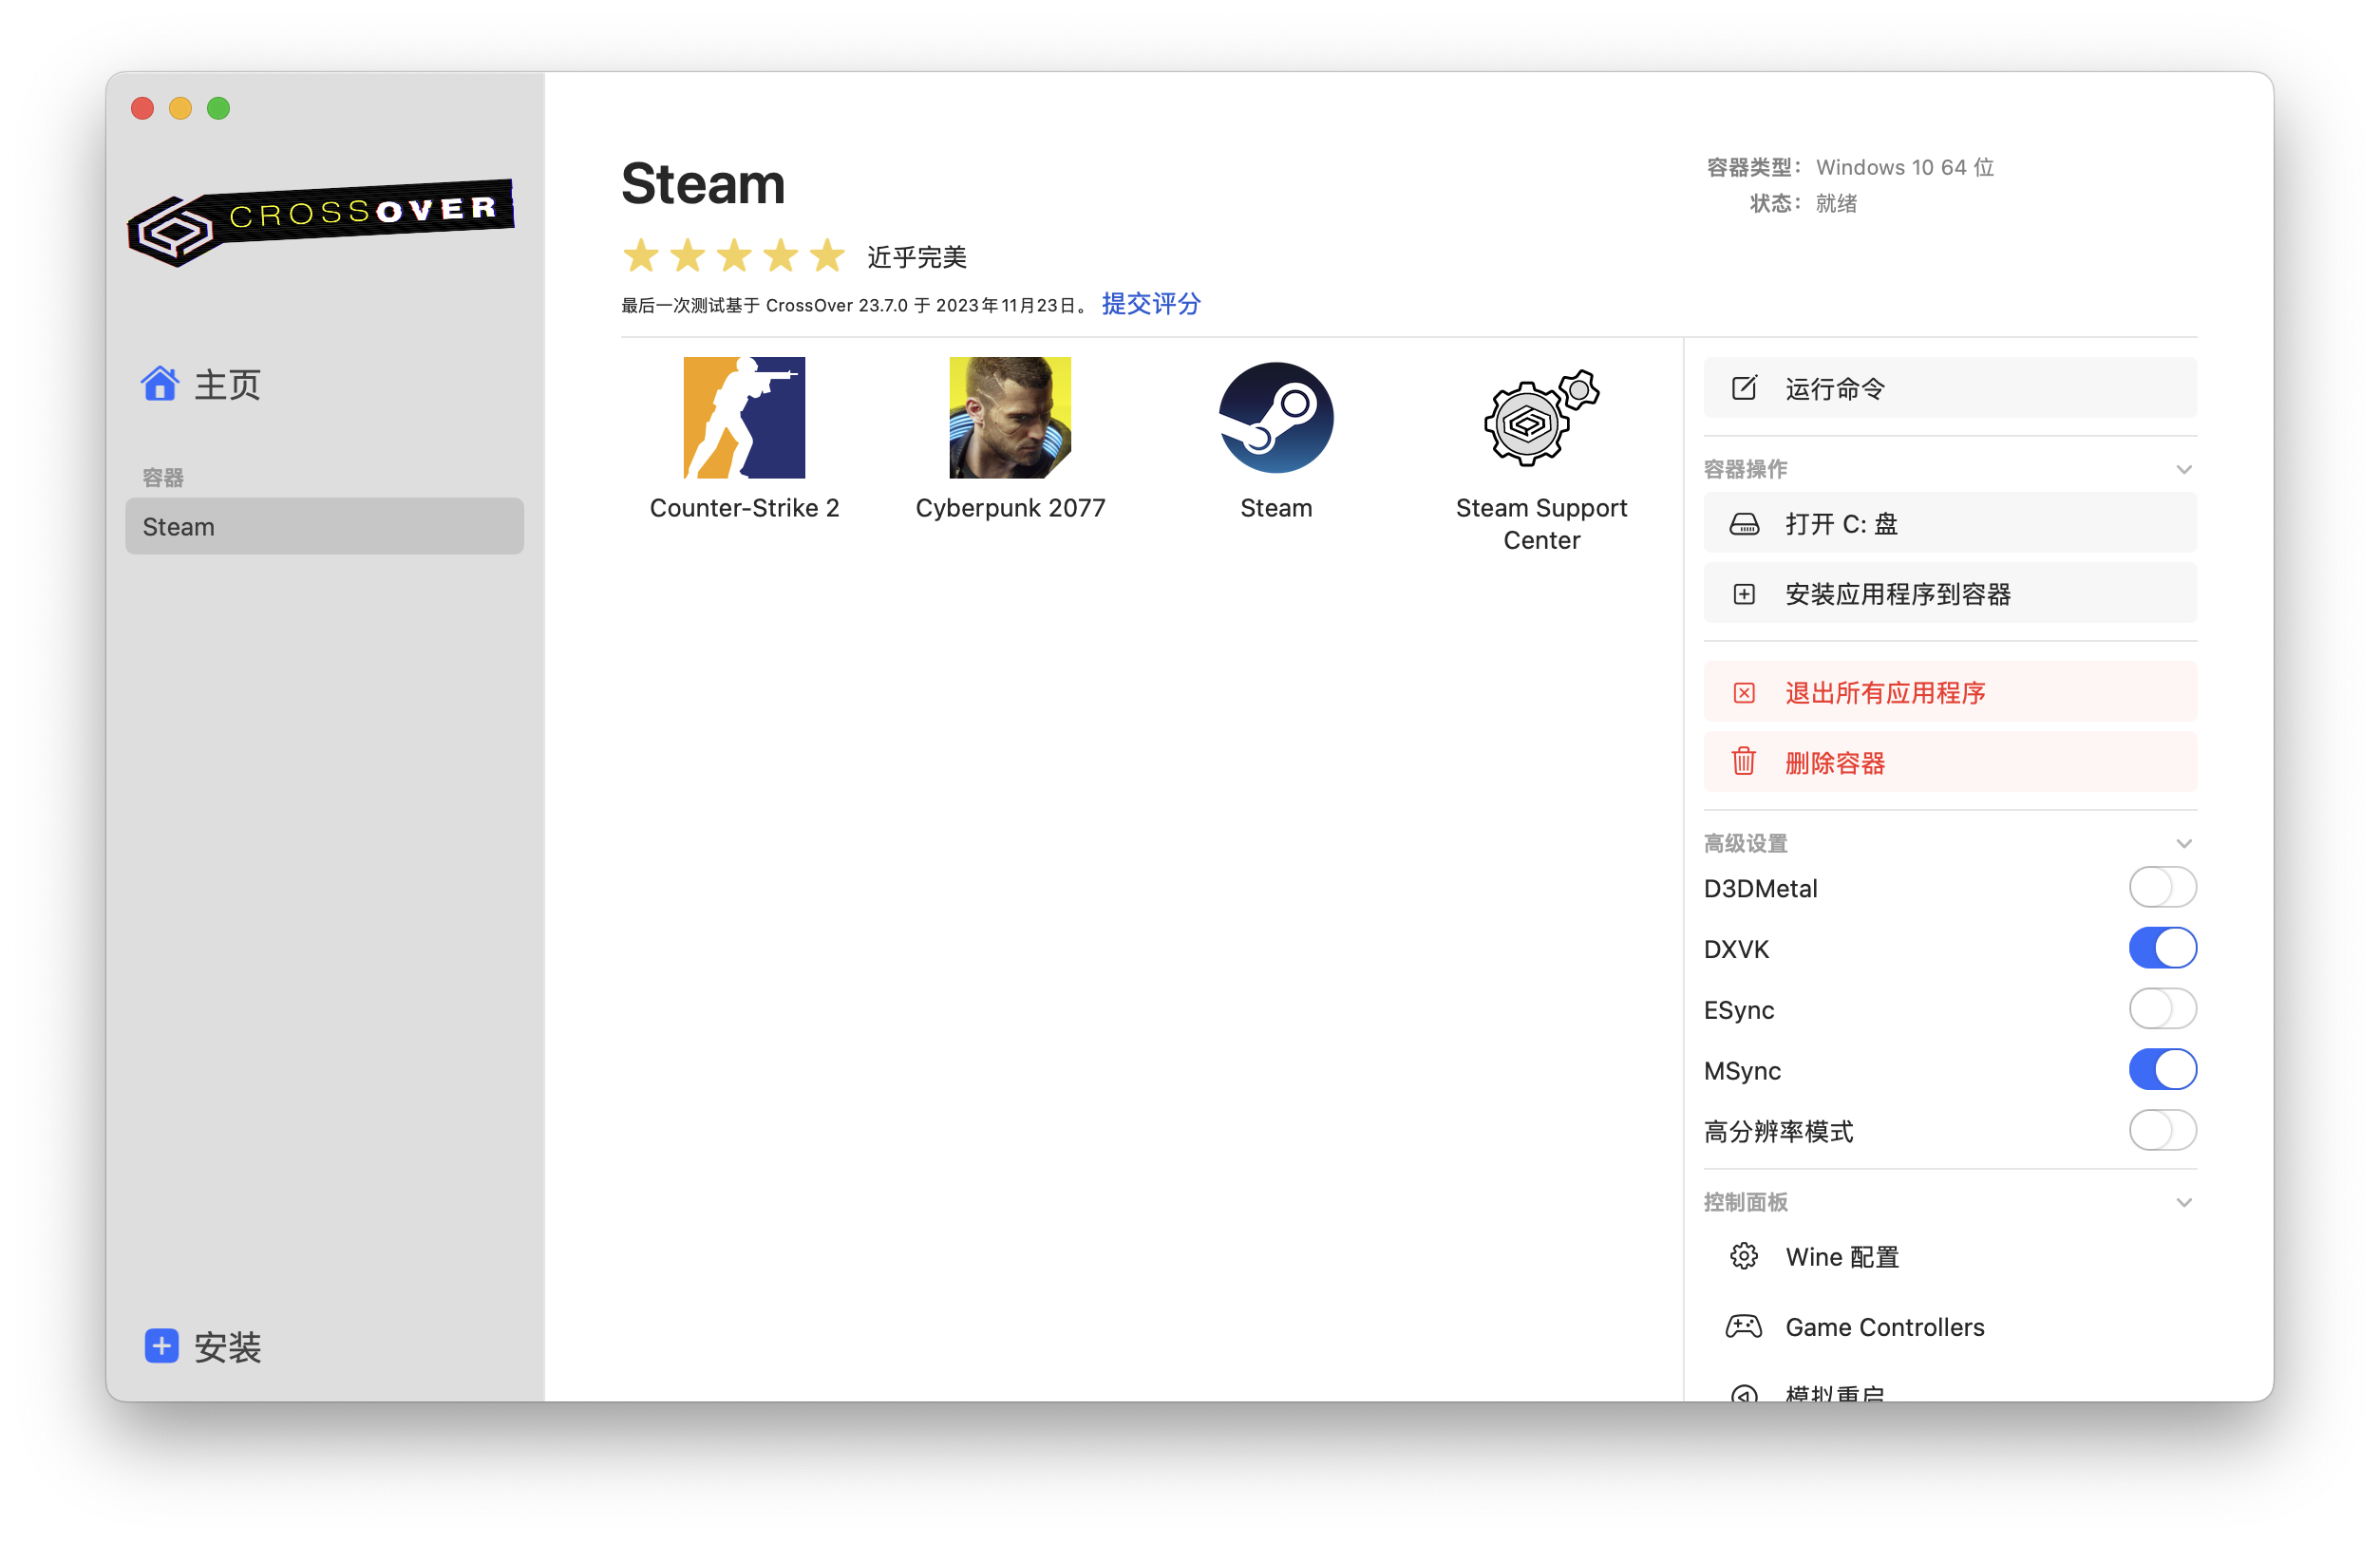 CROSSOVER
主页
容器
Steam
安装
Steam
近乎完美
最后一次测试基于 CrossOver 23.7.0 于 2023年11月23日。 提交评分
容器类型： Windows 10 64 位
状态： 就绪
Counter-Strike 2
Cyberpunk 2077
Steam
Steam Support
Center
运行命令
容器操作
打开 C: 盘
安装应用程序到容器
退出所有应用程序
删除容器
高级设置
D3DMetal
DXVK
ESync
MSync
高分辨率模式
控制面板
Wine 配置
Game Controllers
模拟重启